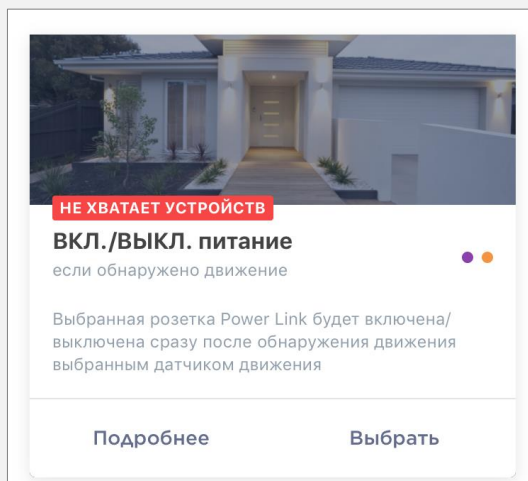 НЕ ХВАТАЕТ УСТРОЙСТВ
ВКЛ./ВЫКЛ. питание
если обнаружено движение
Выбранная розетка Power Link будет включена/
выключена сразу после обнаружения движения
выбранным датчиком движения
Подробнее Выбрать